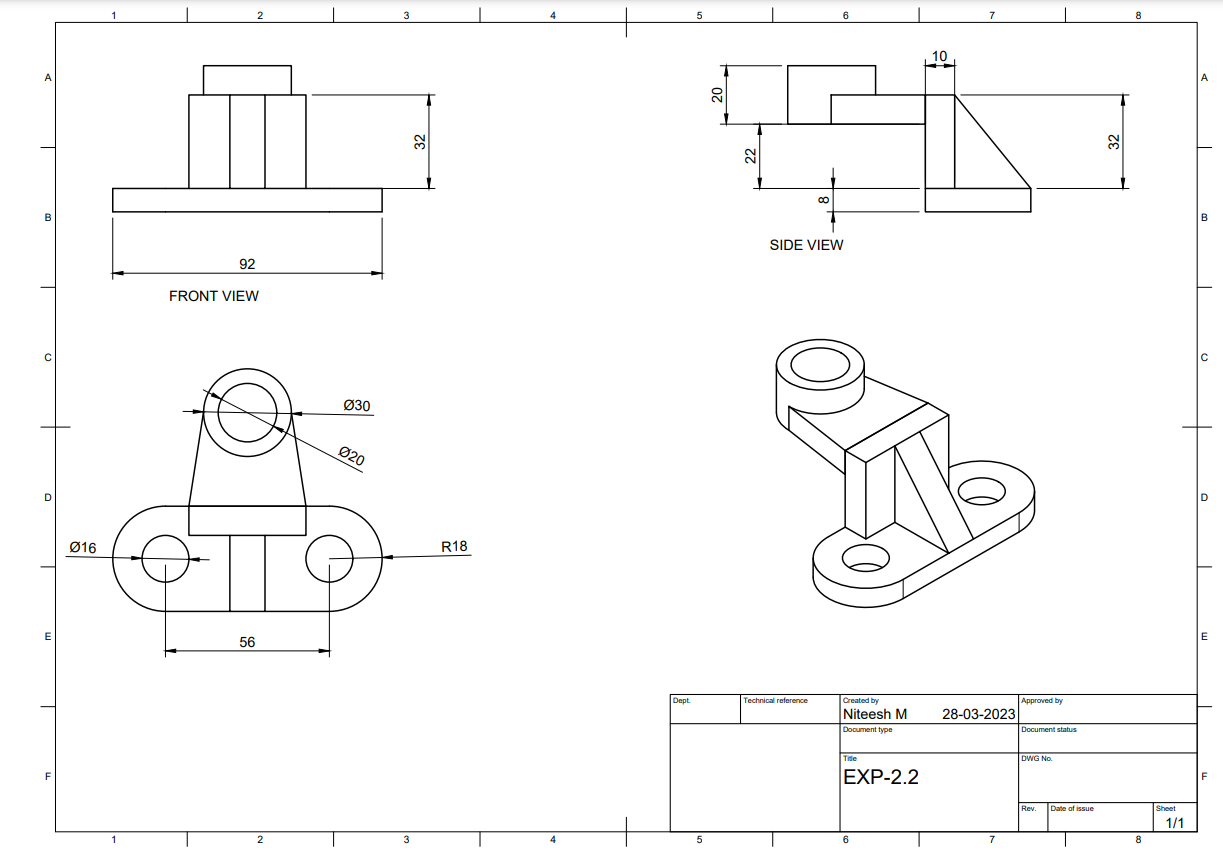 1 2 3 4 5 6 7 8
A A
10
20
32 32
22
8
B B
SIDE VIEW
92
FRONT VIEW
C C
Ø30
Ø20
D D
Ø16 R18
56
E E
Dept. Technical reference Created by Approved by
Niteesh M 28-03-2023
Document type Document status
Title DWG No.
EXP-2.2
F F
Rev. Date of issue Sheet
1/1
1 2 3 4 5 6 7 8